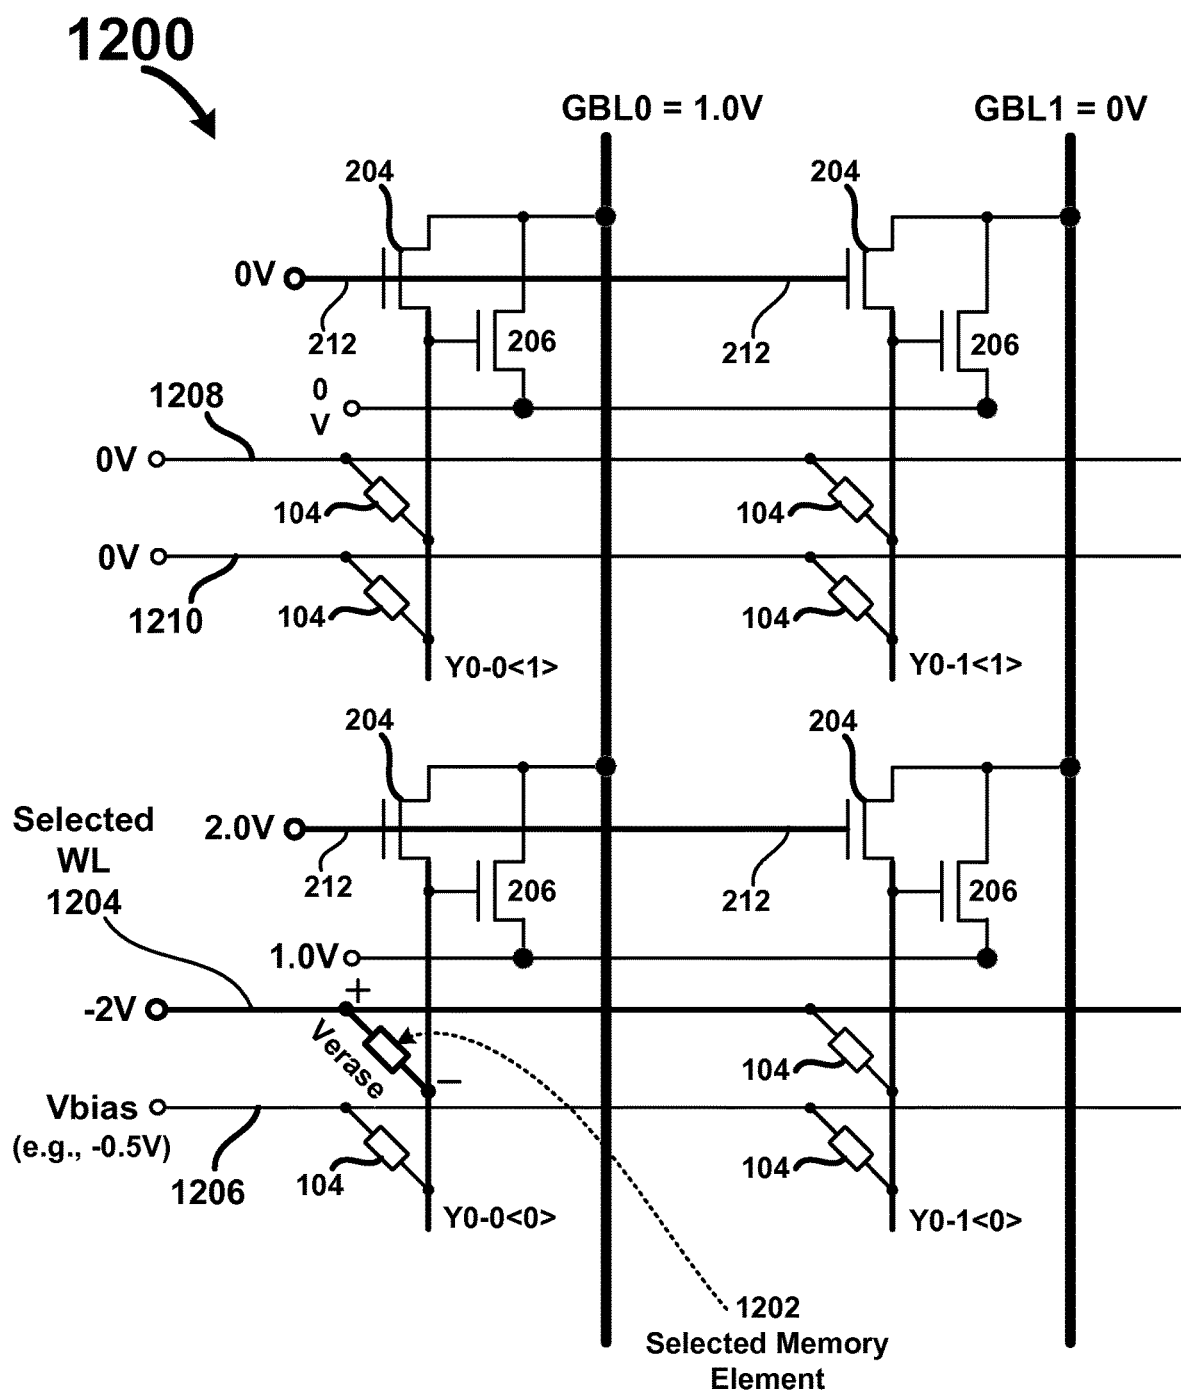 1200
GBL0 = 1.0V
GBL1 = 0V
204
204
0V
212
206
212
206
0
V
1208
0V
104
104
0V
1210
104
104
Y0-0<1>
Y0-1<1>
204
204
Selected
WL
1204
2.0V
212
206
212
206
1.0V
-2V
+
Verase
−
104
Vbias
(e.g., -0.5V)
1206
104
104
Y0-0<0>
Y0-1<0>
1202
Selected Memory
Element